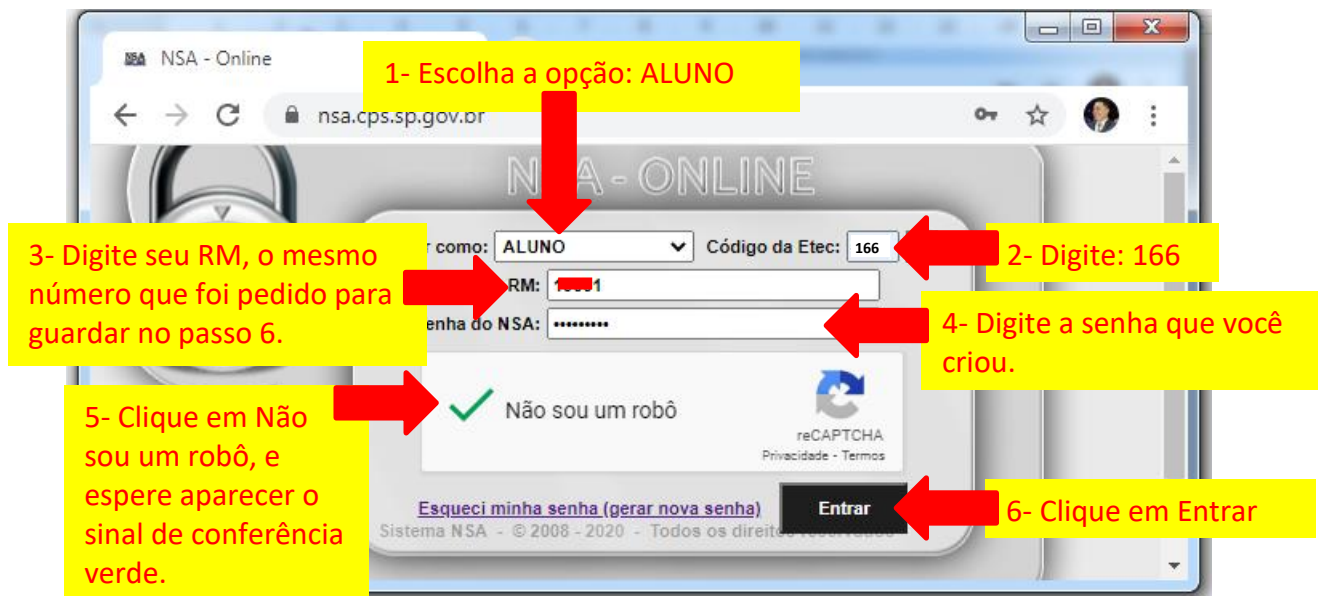 NSA - Online
1- Escolha a opção: ALUNO
nsa.cps.sp.gov.br
ONLINE
como: ALUNO
Código da Etec: 166
2- Digite: 166
3- Digite seu RM, o mesmo
número que foi pedido para
guardar no passo 6.
RM:
do NSA: •••••••••
4- Digite a senha que você
criou.
5- Clique em Não
sou um robô, e
espere aparecer o
sinal de conferência
verde.
Não sou um robô
reCAPTCHA
Privacidade - Termos
Esqueci minha senha (gerar nova senha)
Entrar
6- Clique em Entrar
Sistema NSA - © 2008 - 2020 - Todos os